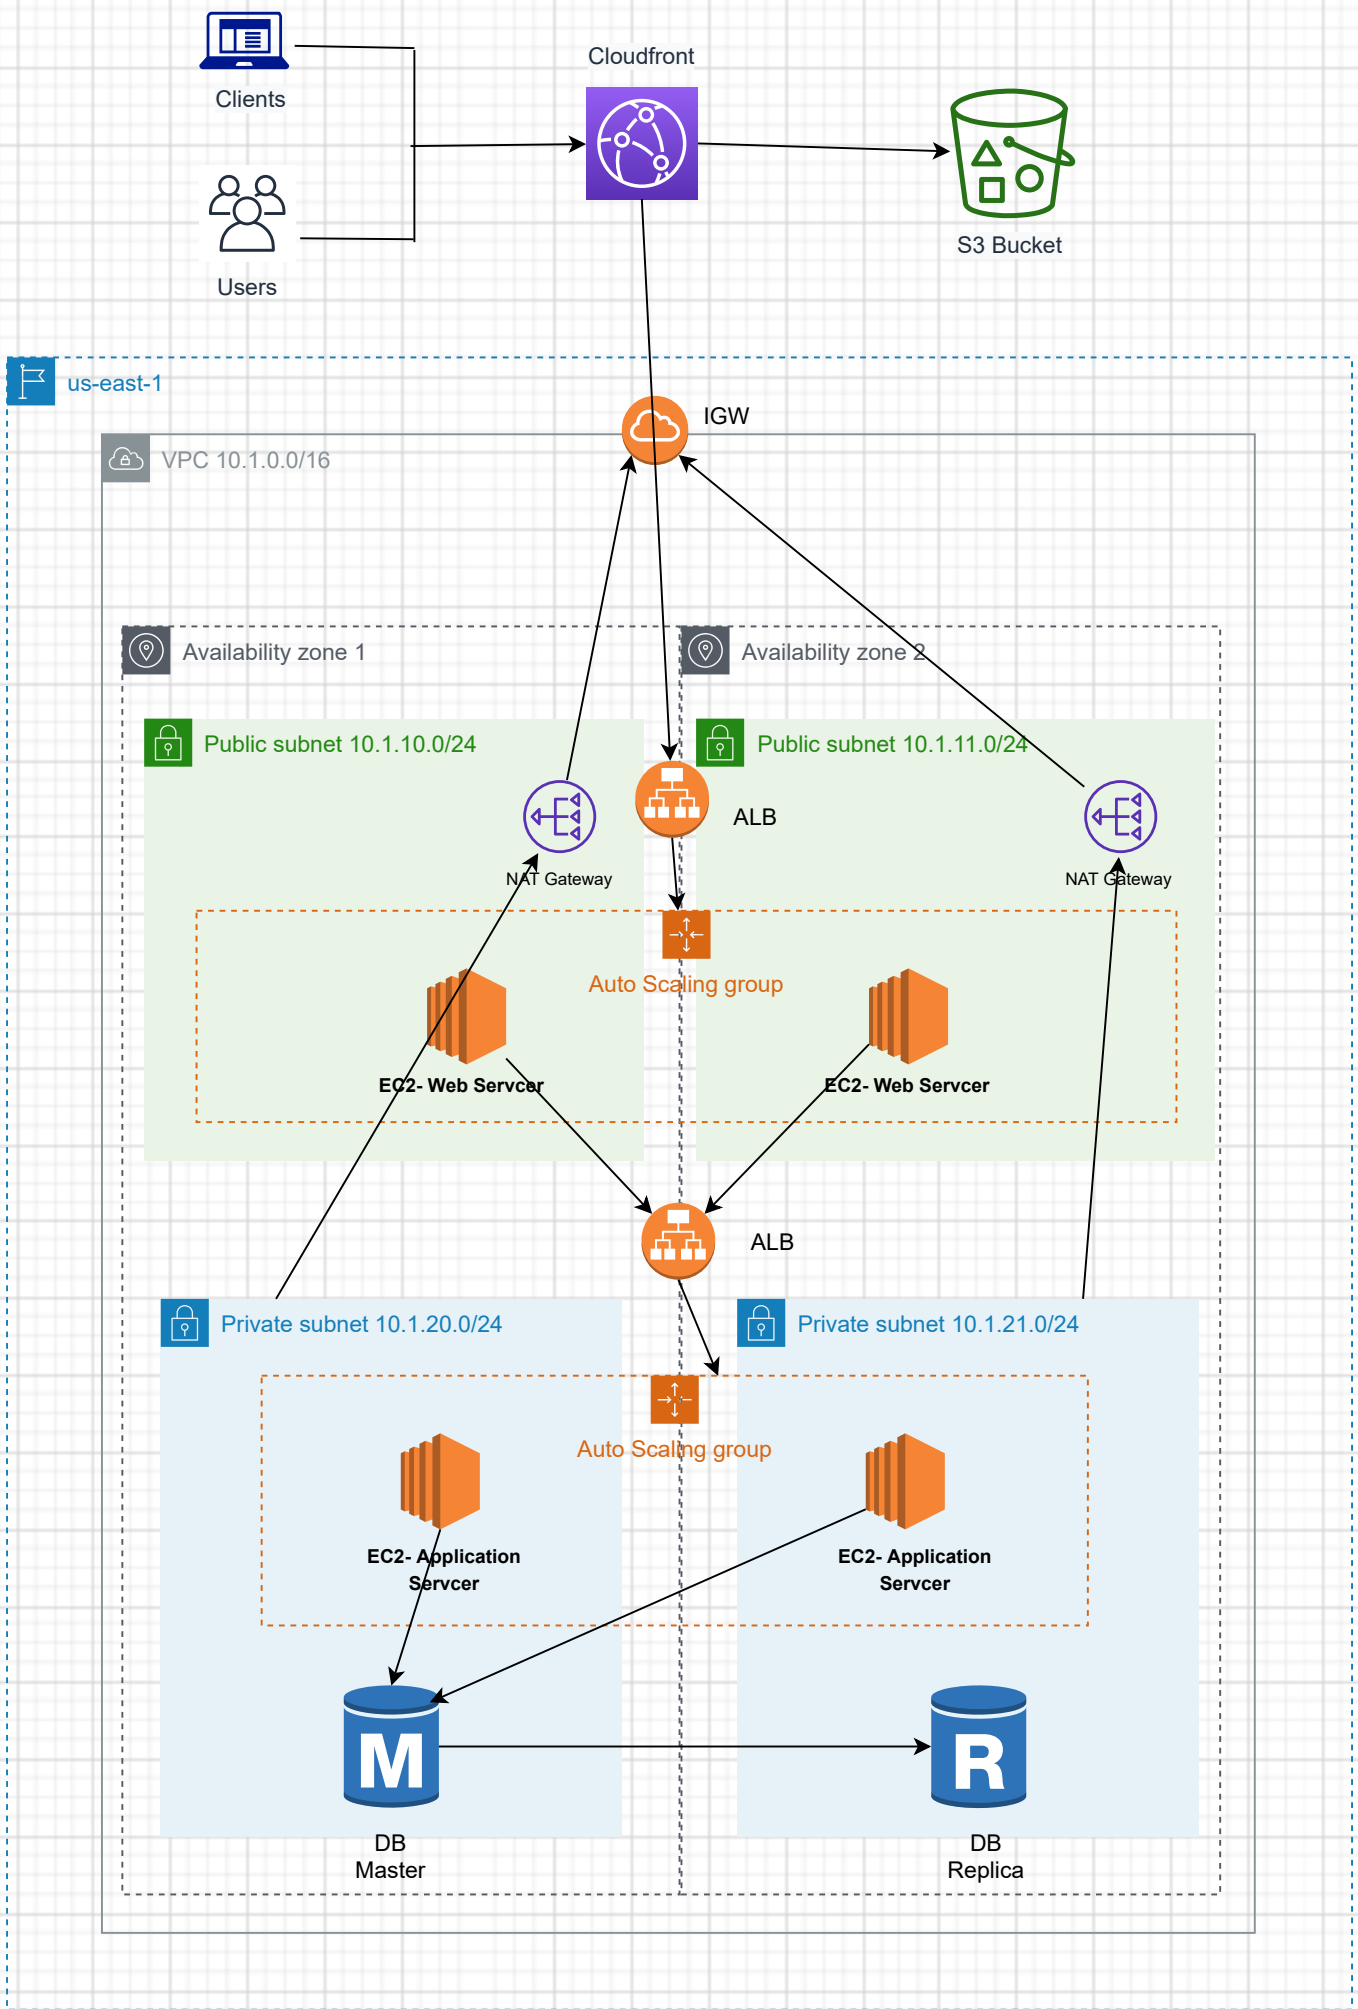 Cloudfront
Clients
S3 Bucket
Users
us-east-1
IGW
VPC 10.1.0.0/16
Availability zone 1
Availability zone 2
Public subnet 10.1.10.0/24
Public subnet 10.1.11.0/24
ALB
NAT Gateway
NAT Gateway
Auto Scaling group
EC2- Web Servcer
EC2- Web Servcer
ALB
Private subnet 10.1.20.0/24
Private subnet 10.1.21.0/24
Auto Scaling group
EC2- Application
Servcer
EC2- Application
Servcer
M
R
DB
Master
DB
Replica